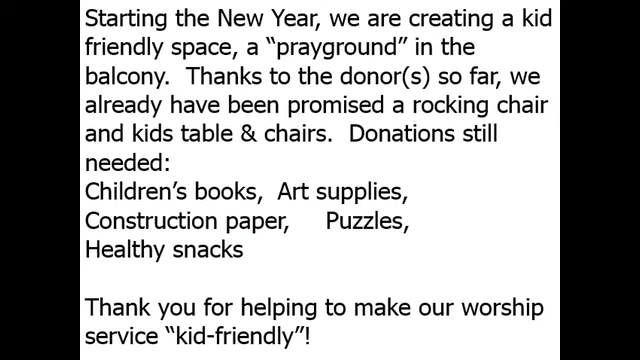 Starting the New Year, we are creating a kid
friendly space, a “prayground” in the
balcony.  Thanks to the donor(s) so far, we
already have been promised a rocking chair
and kids table & chairs.  Donations still
needed:
Children’s books,  Art supplies,
Construction paper,     Puzzles,
Healthy snacks

Thank you for helping to make our worship
service “kid-friendly”!